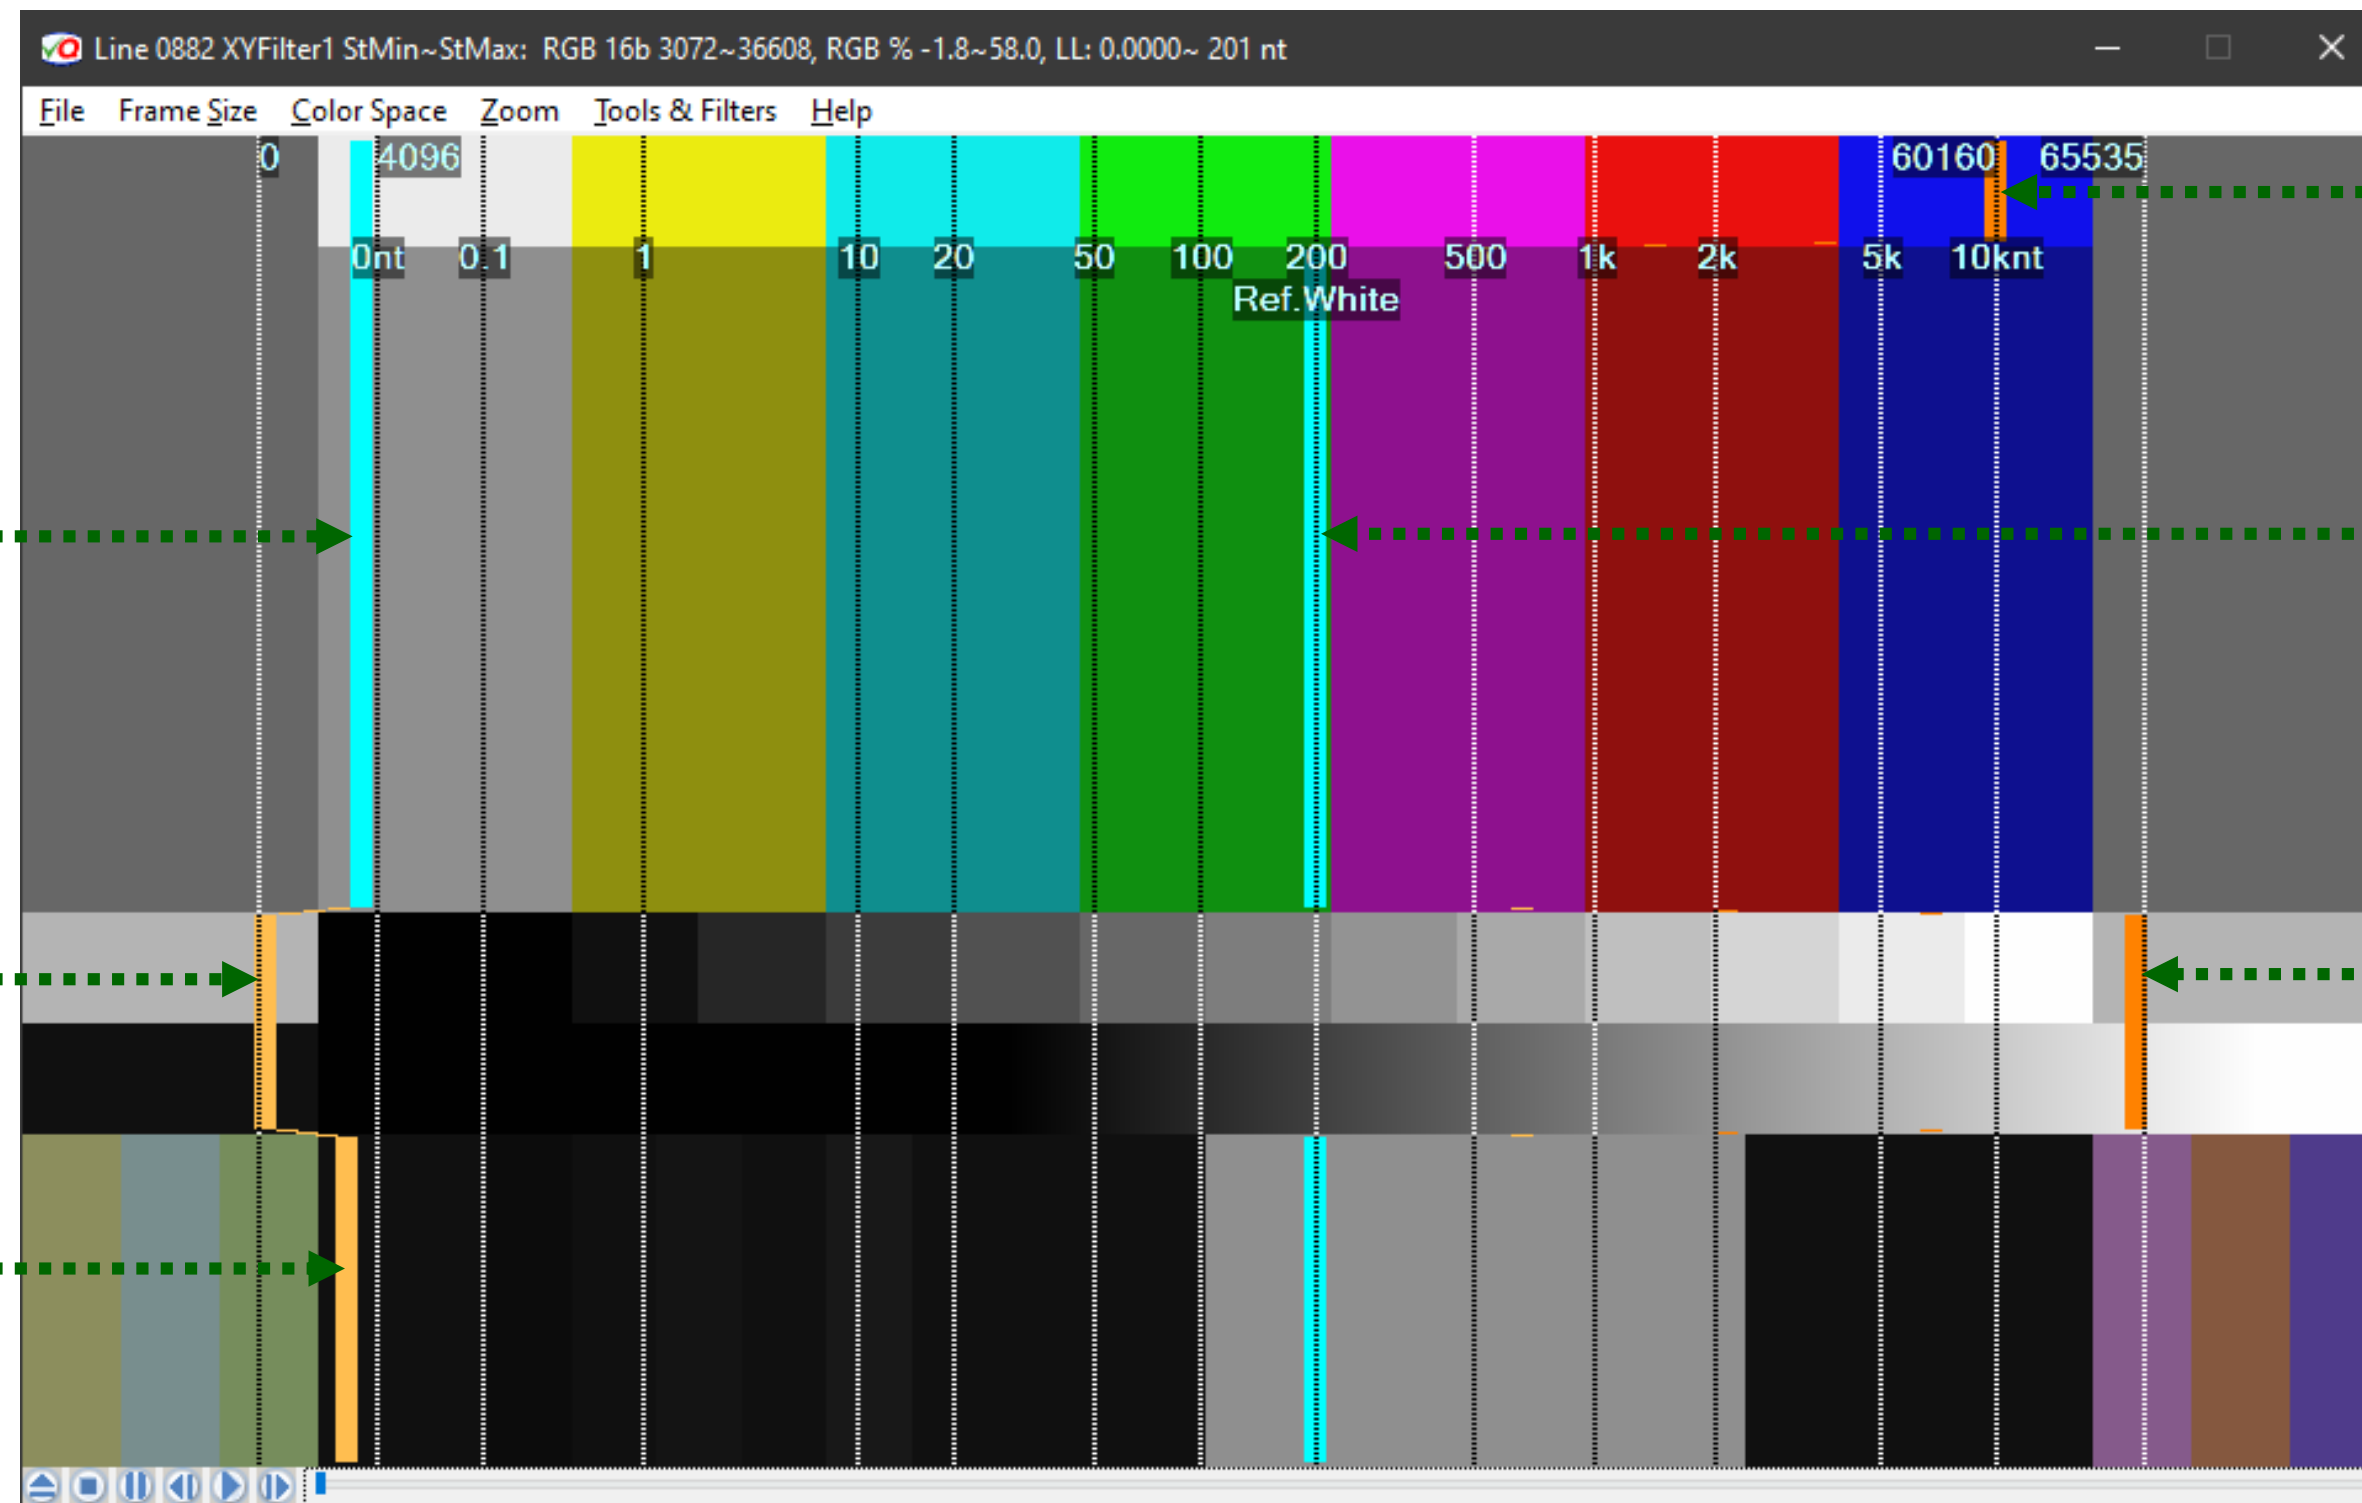 Line 0882 XYFilter1 StMin~StMax: RGB 16b 3072~36608, RGB % -1.8~58.0, LL: 0.0000~ 201 nt
File Frame Size Color Space Zoom Tools & Filters Help
0 4096 60160 65535
0nt 0.1 1 10 20 50 100 200 500 1k 2k 5k 10knt
Ref.White